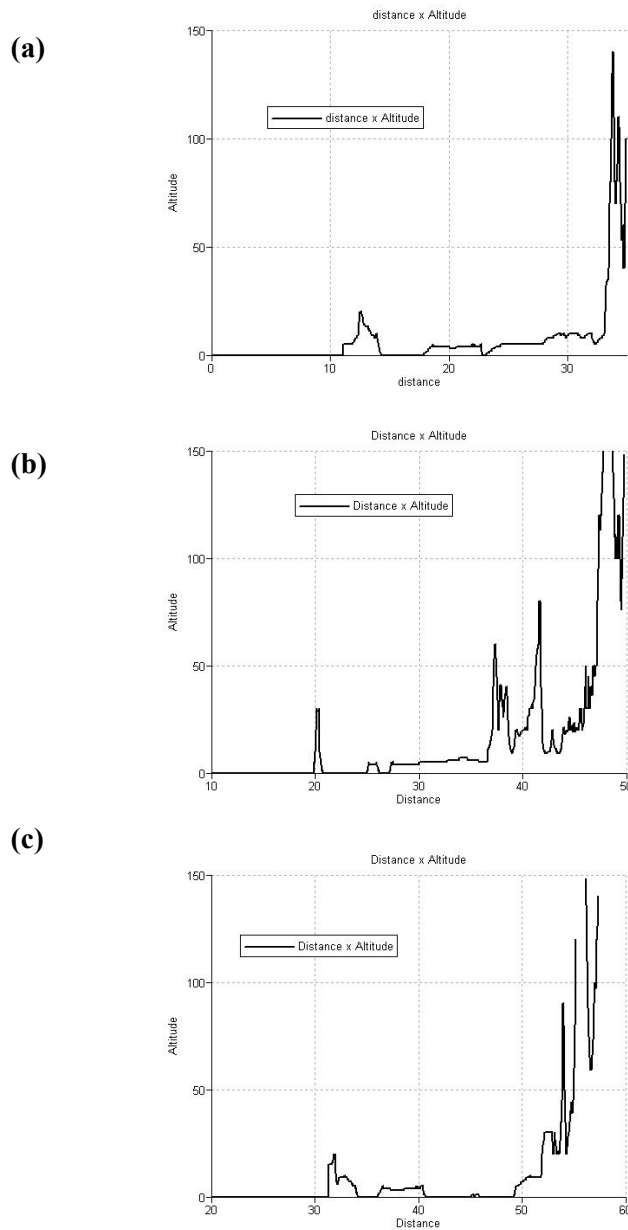 (a)
distance x Altitude
150
distance x Altitude
100
Altitude
50
0
0 10 20 30
distance
(b)
Distance x Altitude
150
Distance x Altitude
100
Altitude
50
0
10 20 30 40 50
Distance
(c)
Distance x Altitude
150
Distance x Altitude
100
Altitude
50
0
20 30 40 50 60
Distance